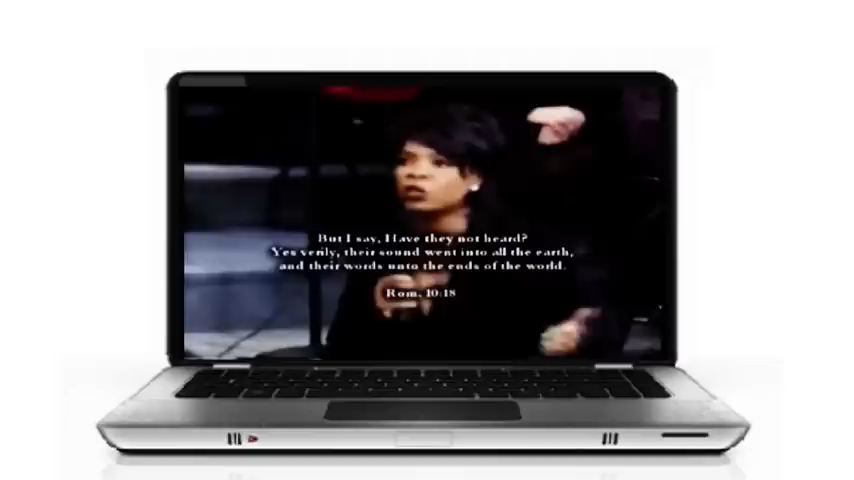 But I say, Have they not heard?
Yes verily, their sound went into all the earth,
and their words unto the ends of the world.
Rom. 10:18